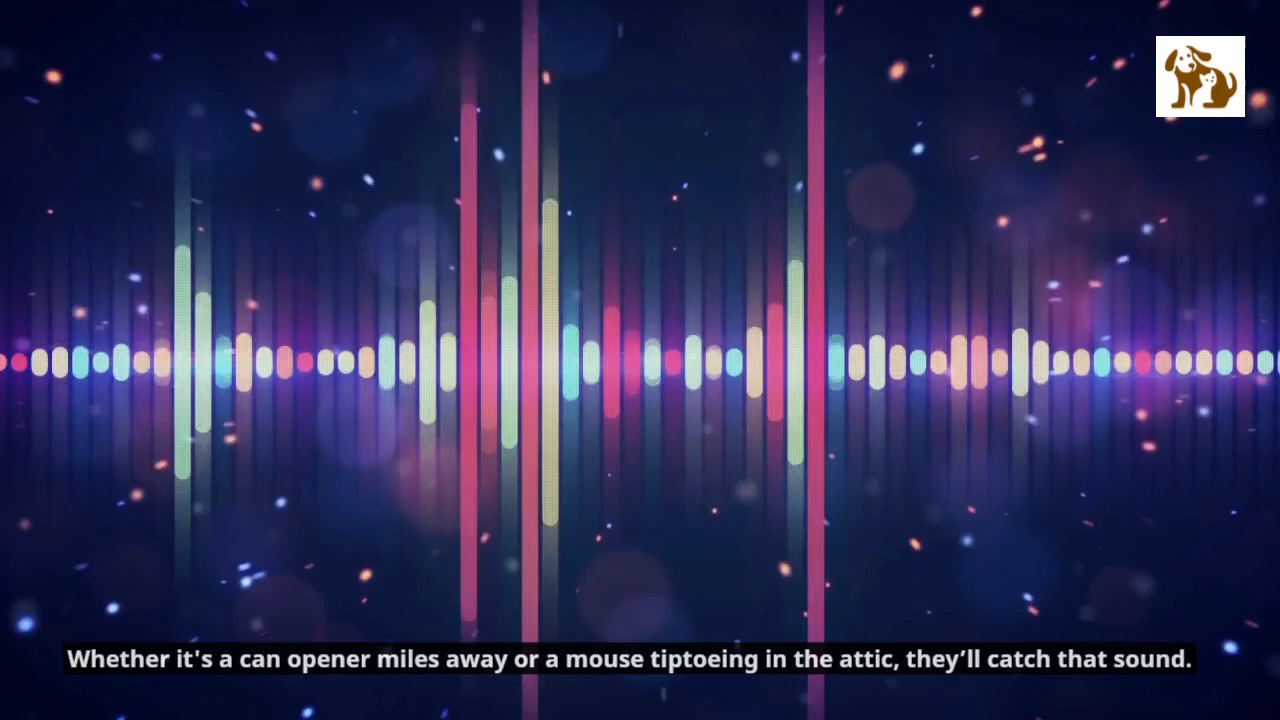 Whether it's a can opener miles away or a mouse tiptoeing in the attic, they’ll catch that sound.